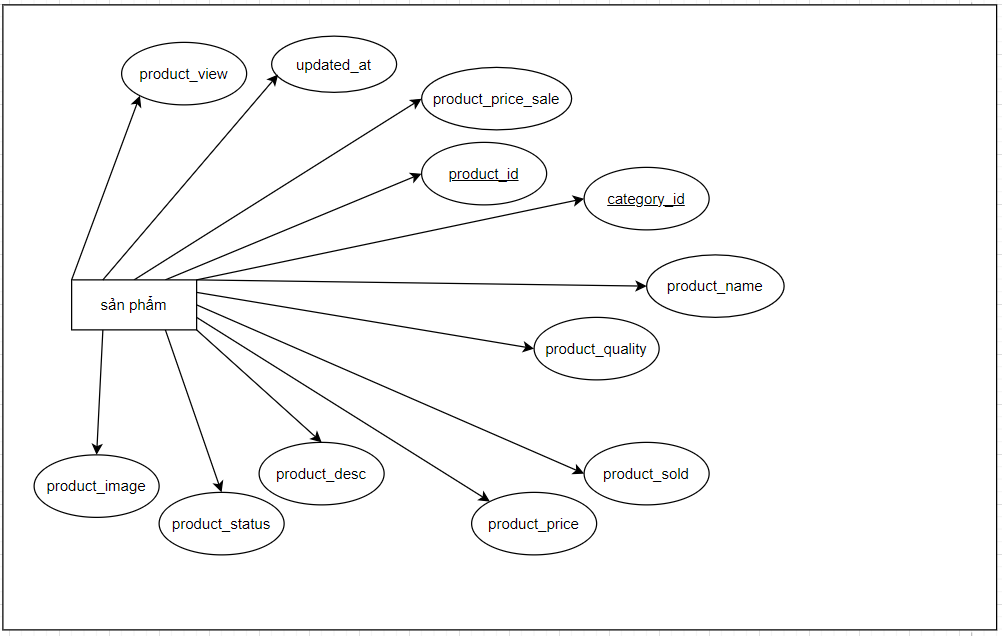 product_view
updated_at
product_price_sale
product_id
category_id
product_name
sản phẩm
product_quality
product_sold
product_desc
product_image
product_status
product_price